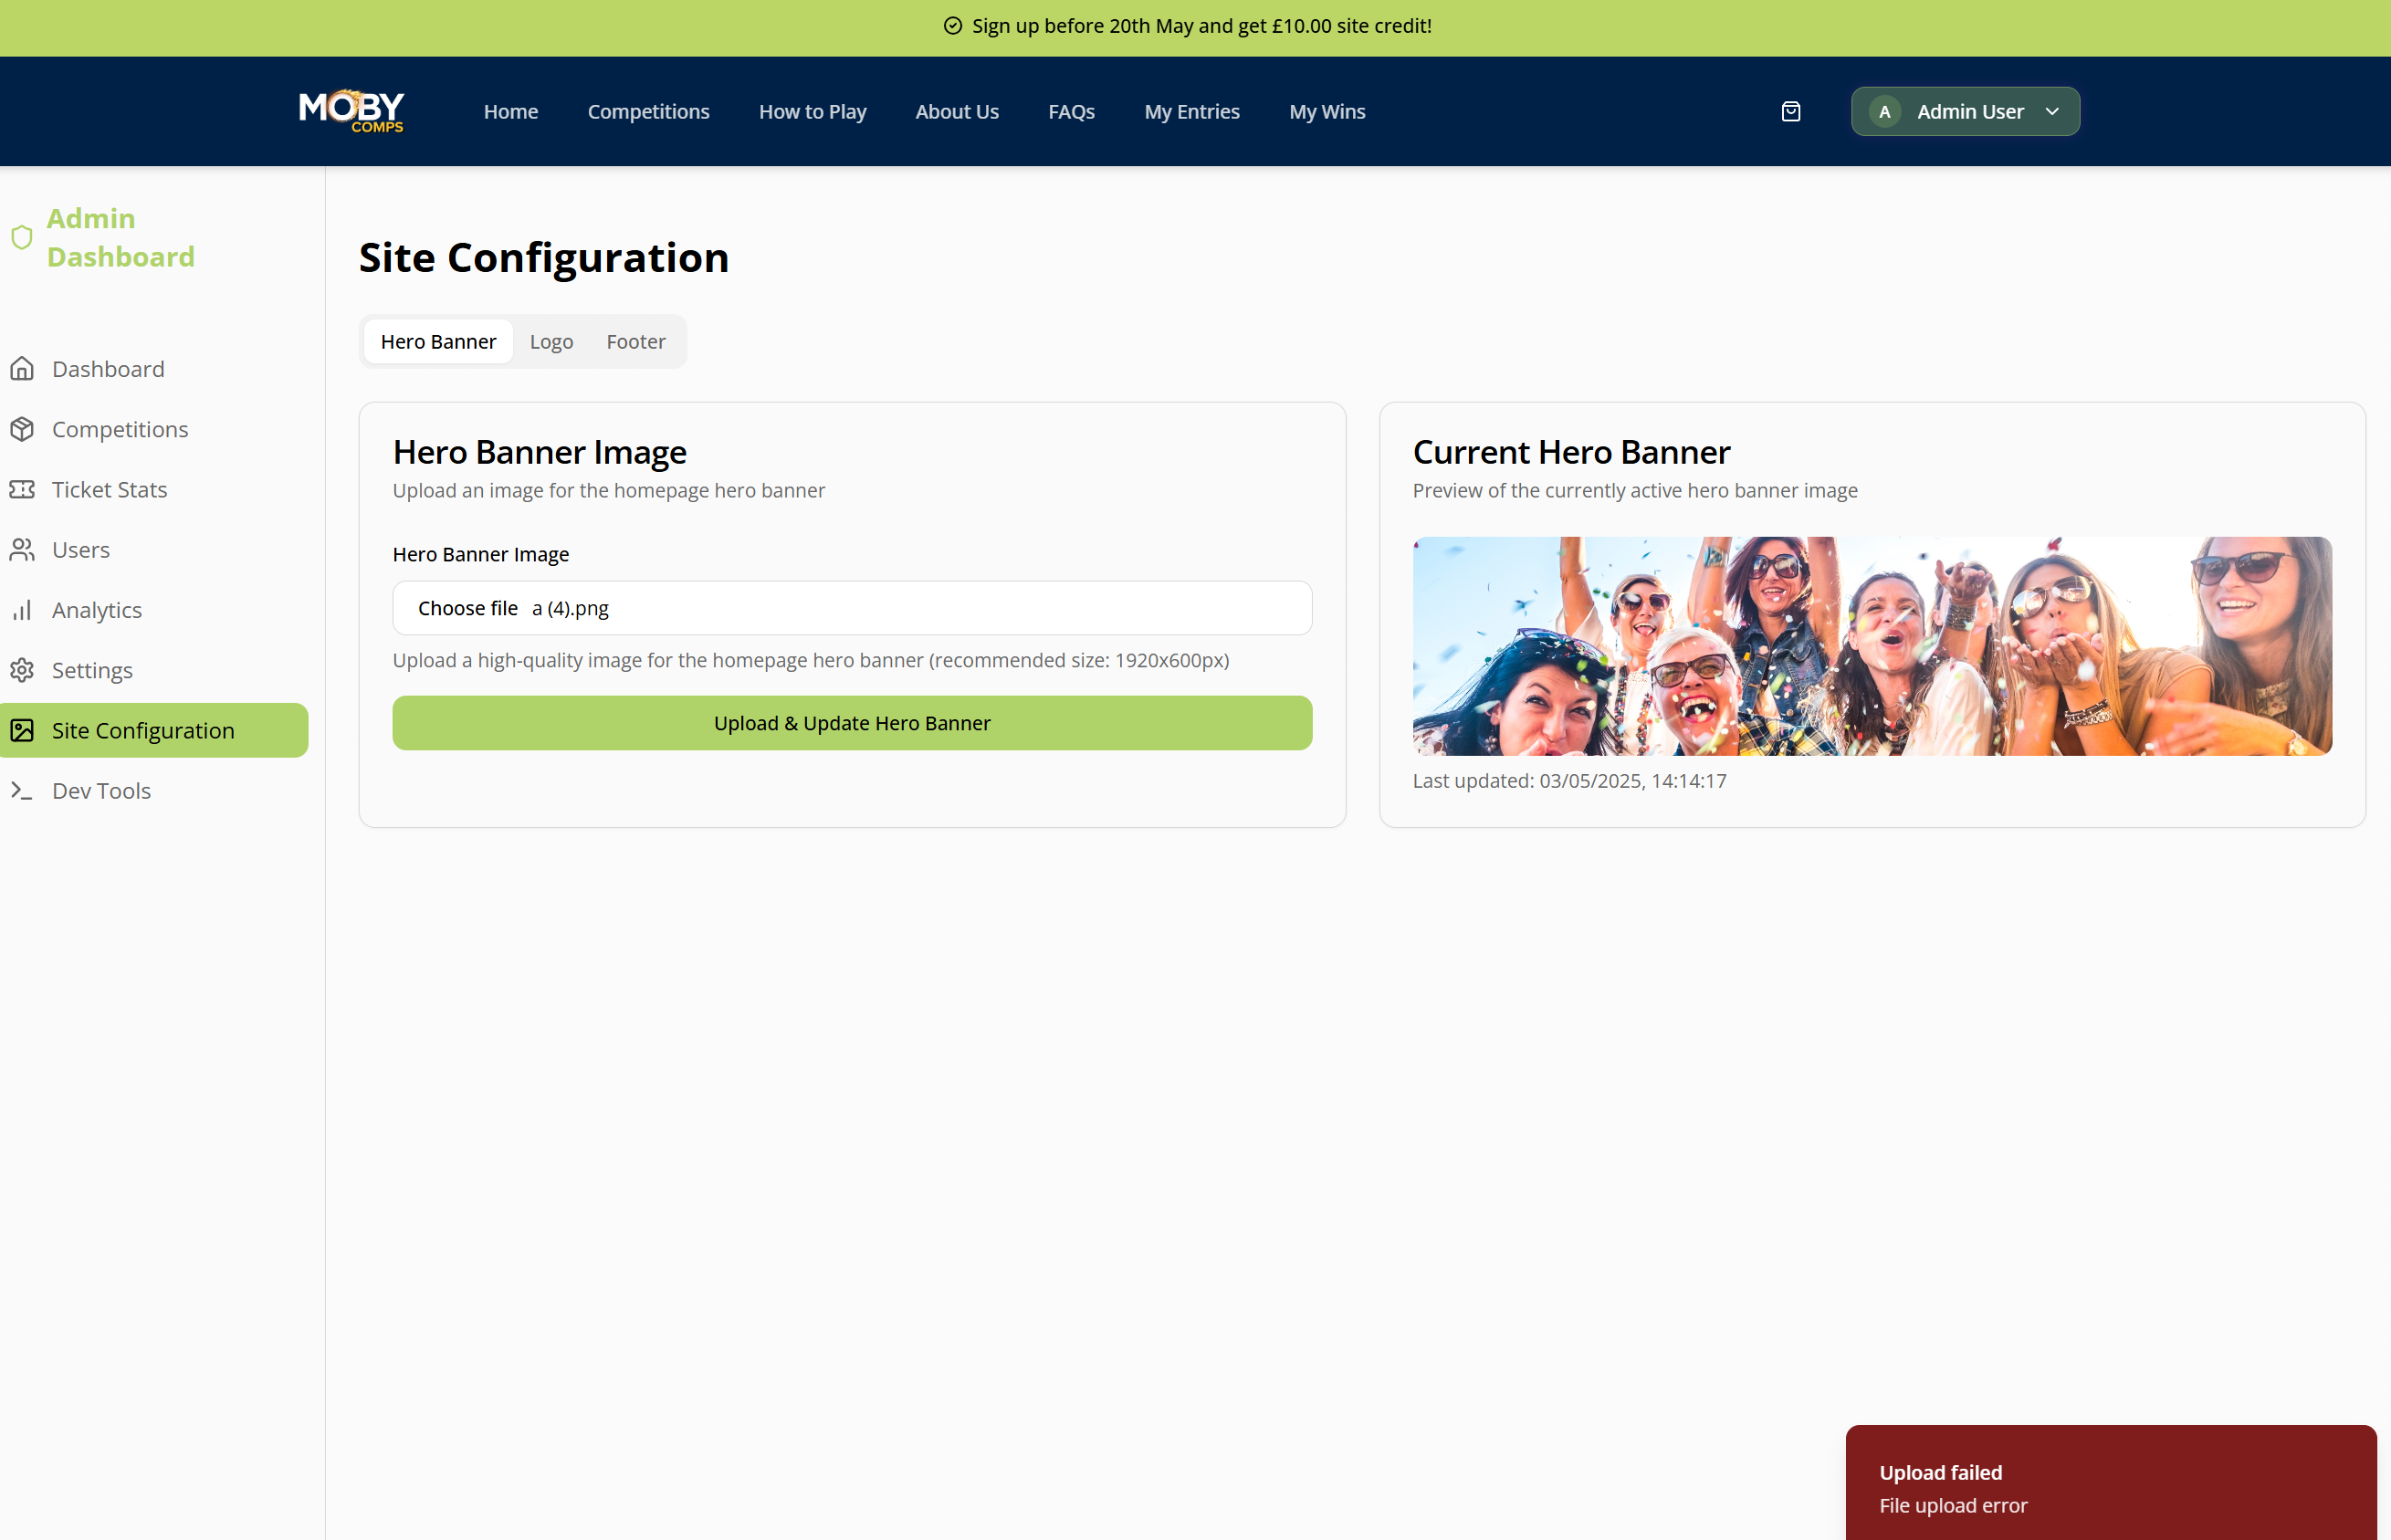 Sign up before 20th May and get £10.00 site credit!
MOBY
COMPS
Home
Competitions
How to Play
About Us
FAQs
My Entries
My Wins
A
Admin User
Admin
Dashboard
Dashboard
Competitions
Ticket Stats
Users
Analytics
Settings
Site Configuration
Dev Tools
Site Configuration
Hero Banner
Logo
Footer
Hero Banner Image
Upload an image for the homepage hero banner
Hero Banner Image
Choose file a (4).png
Upload a high-quality image for the homepage hero banner (recommended size: 1920x600px)
Upload & Update Hero Banner
Current Hero Banner
Preview of the currently active hero banner image
Last updated: 03/05/2025, 14:14:17
Upload failed
File upload error